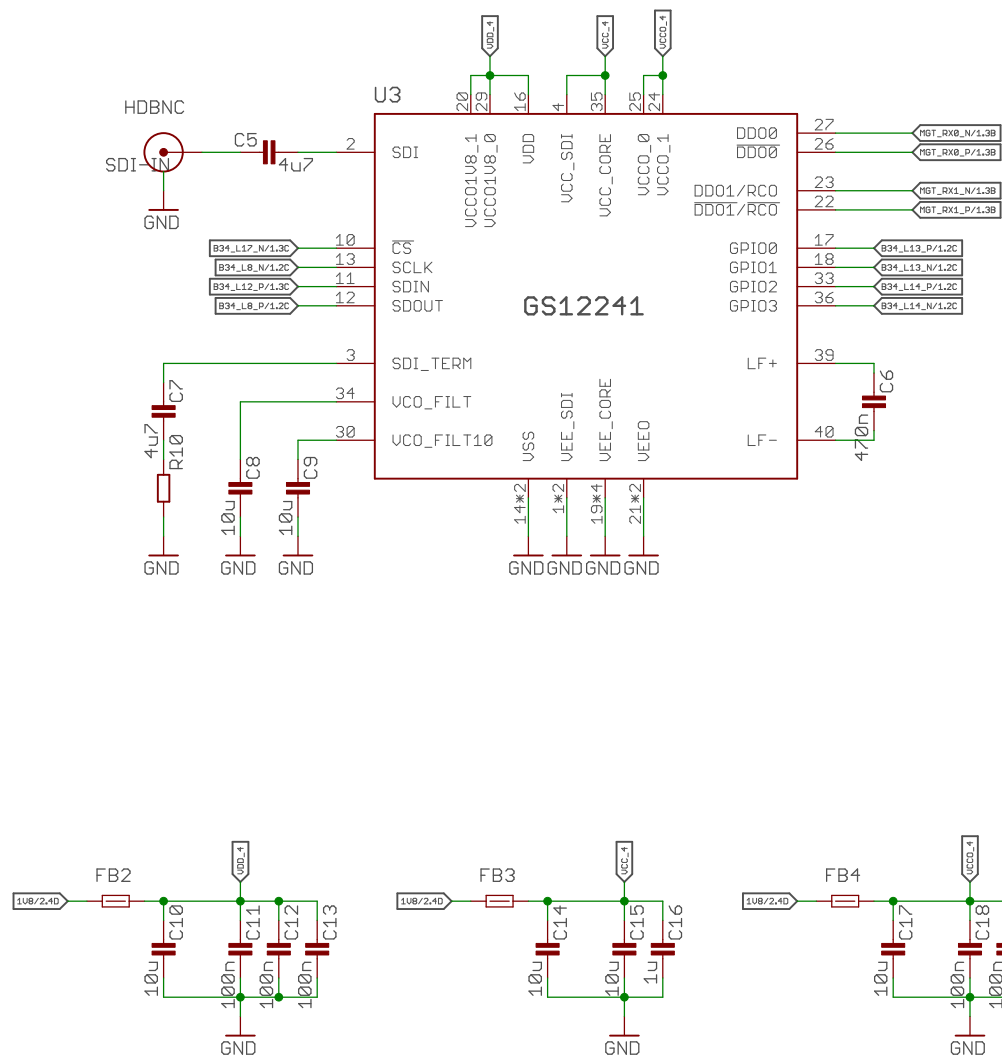 VDD_4
VCC_4
VCCO_4
HDBNC
U3
20
29
16
4
35
25
24
C5
4u7
SDI-IN
GND
2
SDI
VCCO1V8_1
VCCO1V8_0
VDD
VCC_SDI
VCC_CORE
VCCO_0
VCCO_1
DDO0 27 MGT_RX0_N/1.3B
DDO0 26 MGT_RX0_P/1.3B
DDO1/RCO 23 MGT_RX1_N/1.3B
DDO1/RCO 22 MGT_RX1_P/1.3B
B34_L17_N/1.3C 10 CS
B34_L8_N/1.2C 13 SCLK
B34_L12_P/1.3C 11 SDIN
B34_L8_P/1.2C 12 SDOUT
GPIO0 17 B34_L13_P/1.2C
GPIO1 18 B34_L13_N/1.2C
GPIO2 33 B34_L14_P/1.2C
GPIO3 36 B34_L14_N/1.2C
GS12241
3 SDI_TERM
34 VCO_FILT
30 VCO_FILT10
LF+ 39
LF- 40
C6
470n
C7
4u7
R10
C8
10u
C9
10u
VSS
VEE_SDI
VEE_CORE
VEEO
14*2
1*2
19*4
21*2
GND
GND
GND
GND
GND
GND
GND
1V8/2.4D
FB2
VDD_4
C10
10u
C11
100n
C12
100n
C13
100n
GND
1V8/2.4D
FB3
VCC_4
C14
10u
C15
10u
C16
1u
GND
1V8/2.4D
FB4
VCCO_4
C17
10u
C18
100n
100n
GND